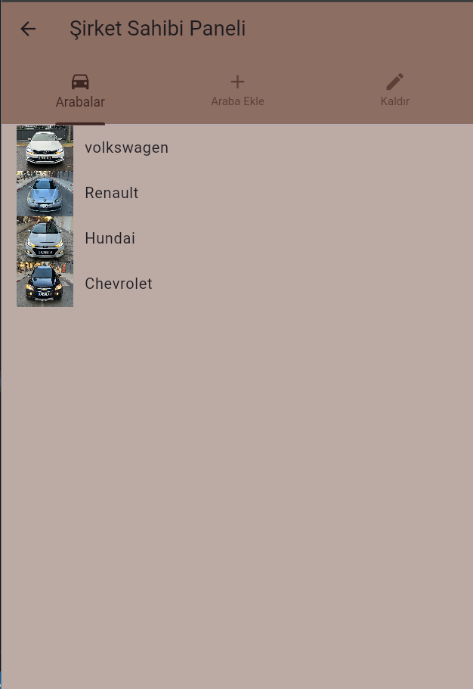 Şirket Sahibi Paneli
Arabalar
Araba Ekle
Kaldır
volkswagen
Renault
Hundai
Chevrolet